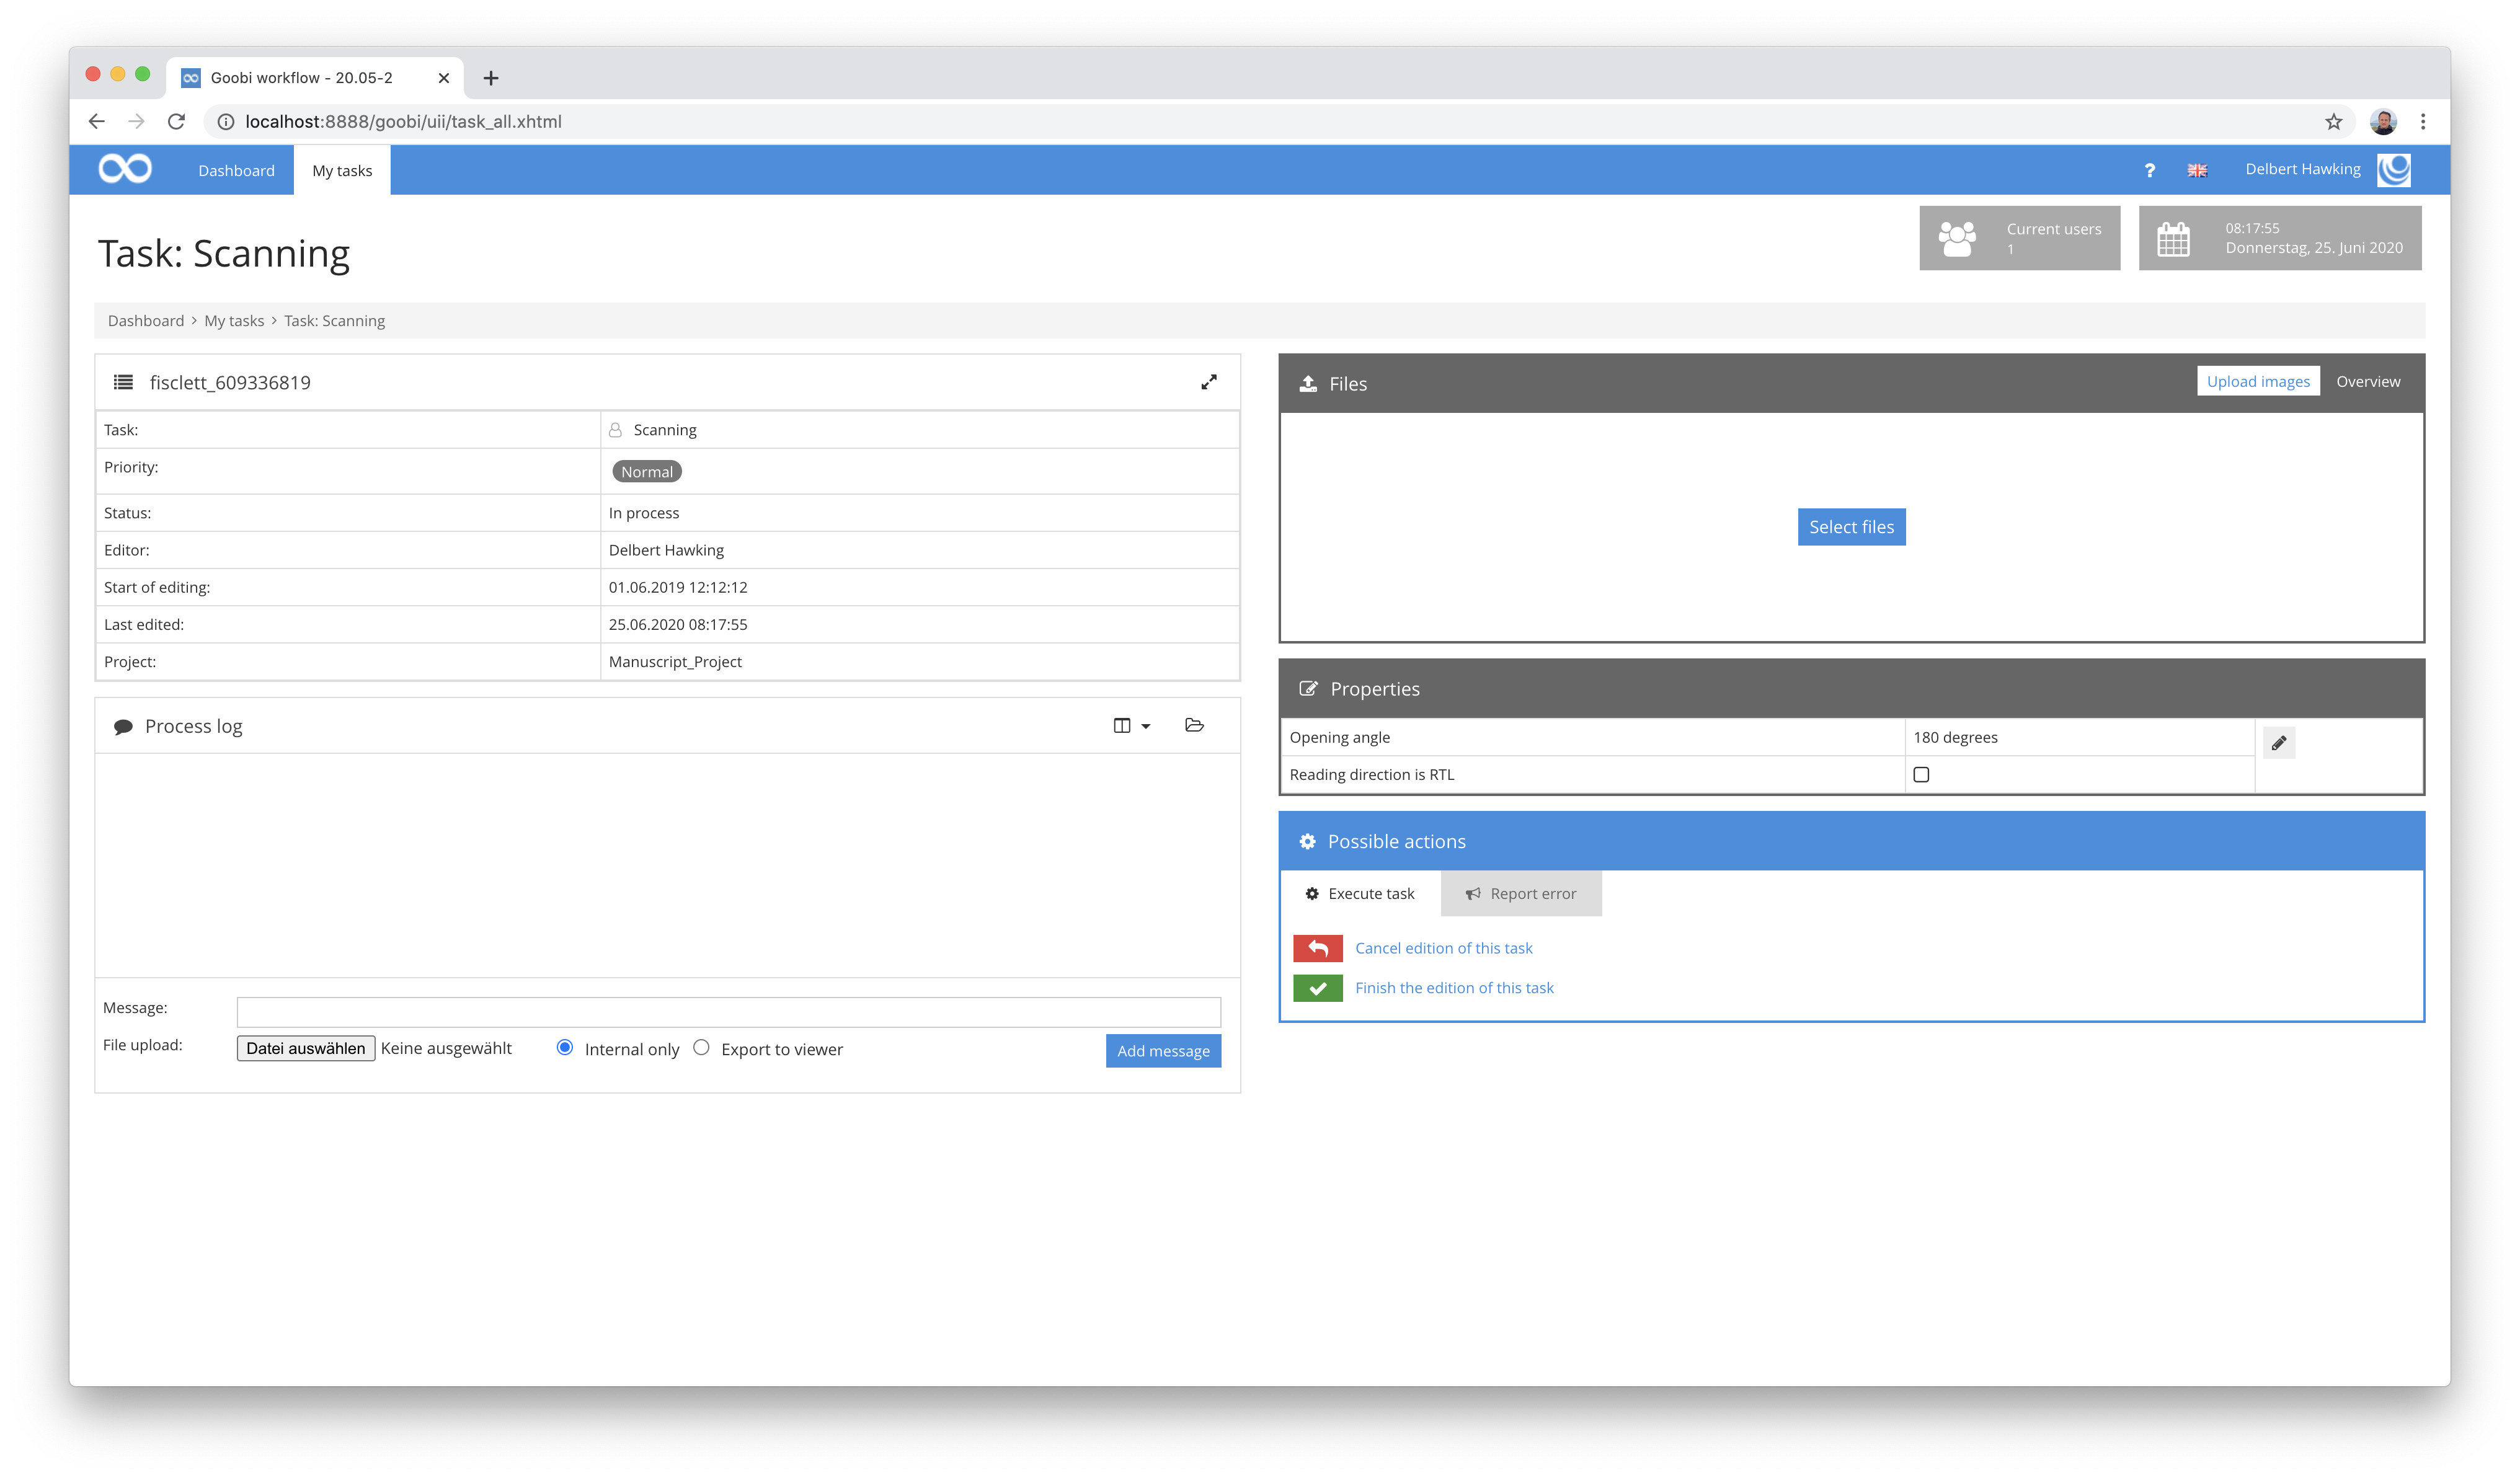 Goobi workflow - 20.05-2
localhost:8888/goobi/uii/task_all.xhtml
Dashboard My tasks ? Delbert Hawking
Task: Scanning
Current users
1
08:17:55
Donnerstag, 25. Juni 2020
Dashboard > My tasks > Task: Scanning
fisclett_609336819
Task: Scanning
Priority: Normal
Status: In process
Editor: Delbert Hawking
Start of editing: 01.06.2019 12:12:12
Last edited: 25.06.2020 08:17:55
Project: Manuscript_Project
Process log
Message:
File upload: Datei auswählen Keine ausgewählt Internal only Export to viewer Add message
Files Upload images Overview
Select files
Properties
Opening angle 180 degrees
Reading direction is RTL
Possible actions
Execute task Report error
Cancel edition of this task
Finish the edition of this task